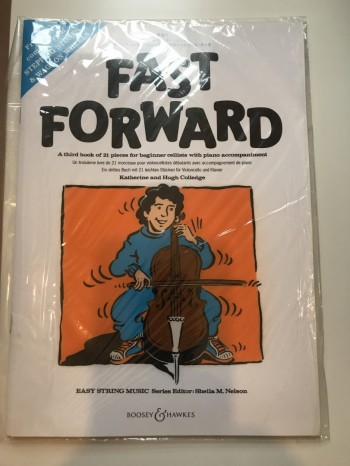 FAST
FORWARD
A third book of 21 pieces for beginner cellists with piano accompaniment
Un troisième livre de 21 morceaux pour violoncellistes débutants avec accompagnement de piano
Ein drittes Buch mit 21 leichten Stücken für Violoncello und Klavier
Katherine and Hugh Colledge
EASY STRING MUSIC Series Editor: Sheila M. Nelson
BOOSEY & HAWKES